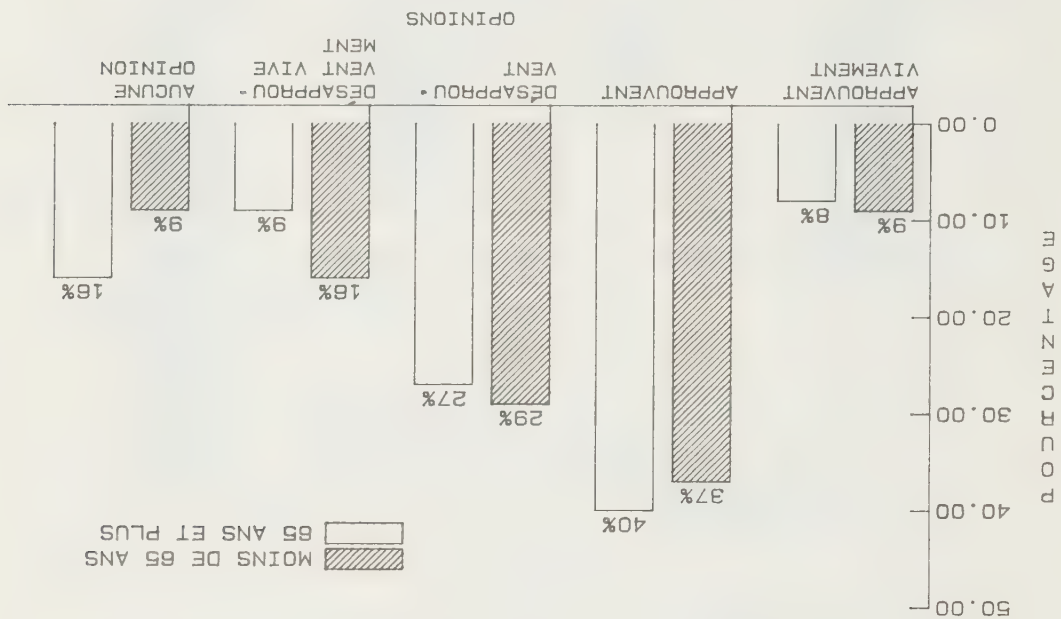 POURCENTAGE
50.00
40.00
30.00
20.00
10.00
0.00
MOINS DE 65 ANS
65 ANS ET PLUS
9%
8%
37%
40%
29%
27%
16%
9%
9%
16%
APPROUVENT
VIVEMENT
APPROUVENT
DÉSAPPROU-
VENT
DÉSAPPROU-
VENT VIVE
MENT
AUCUNE
OPINION
OPINIONS